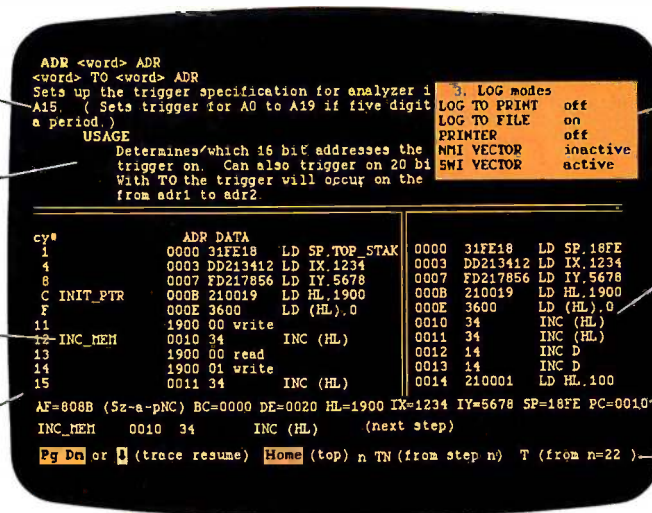 ADR <word> ADR
<word> TO <word> ADR
Sets up the trigger specification for analyzer i
A15. ( Sets trigger for A0 to A19 if five digit
a period.)
USAGE
Determines which 16 bit addresses the
trigger on. Can also trigger on 20 bi
With TO the trigger will occur on the
from adr1 to adr2.
3. LOG modes
LOG TO PRINT off
LOG TO FILE on
PRINTER off
NMI VECTOR inactive
SWI VECTOR active
cy# ADR DATA
1 0000 31FE18 LD SP,TOP_STAK
4 0003 DD213412 LD IX,1234
8 0007 FD217856 LD IY,5678
C INIT_PTR 000B 210019 LD HL,1900
F 000E 3600 LD (HL),0
11 1900 00 write
12 INC_MEM 0010 34 INC (HL)
13 1900 00 read
14 1900 01 write
15 0011 34 INC (HL)
0000 31FE18 LD SP,18FE
0003 DD213412 LD IX,1234
0007 FD217856 LD IY,5678
000B 210019 LD HL,1900
000E 3600 LD (HL),0
0010 34 INC (HL)
0011 34 INC (HL)
0012 14 INC D
0013 14 INC D
0014 210001 LD HL,100
AF=808B (Sz-a-pNC) BC=0000 DE=0020 HL=1900 IX=1234 IY=5678 SP=18FE PC=0010
INC_MEM 0010 34 INC (HL) (next step)
Pg Dn or ↓ (trace resume) Home (top) n TN (from step n) T (from n=22 )